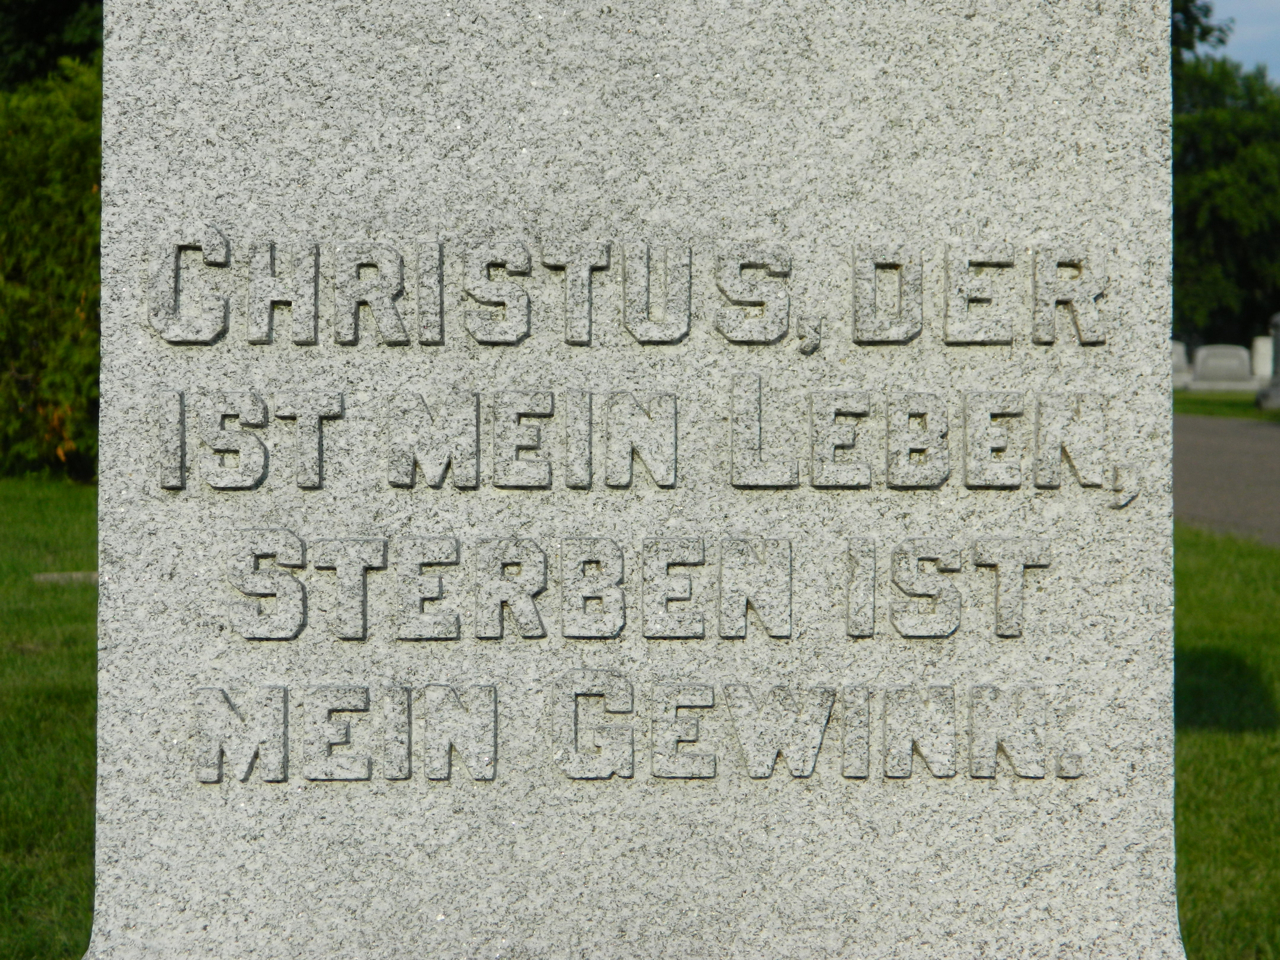 CHRISTUS, DER
IST MEIN LEBEN,
STERBEN IST
MEIN GEWINN.